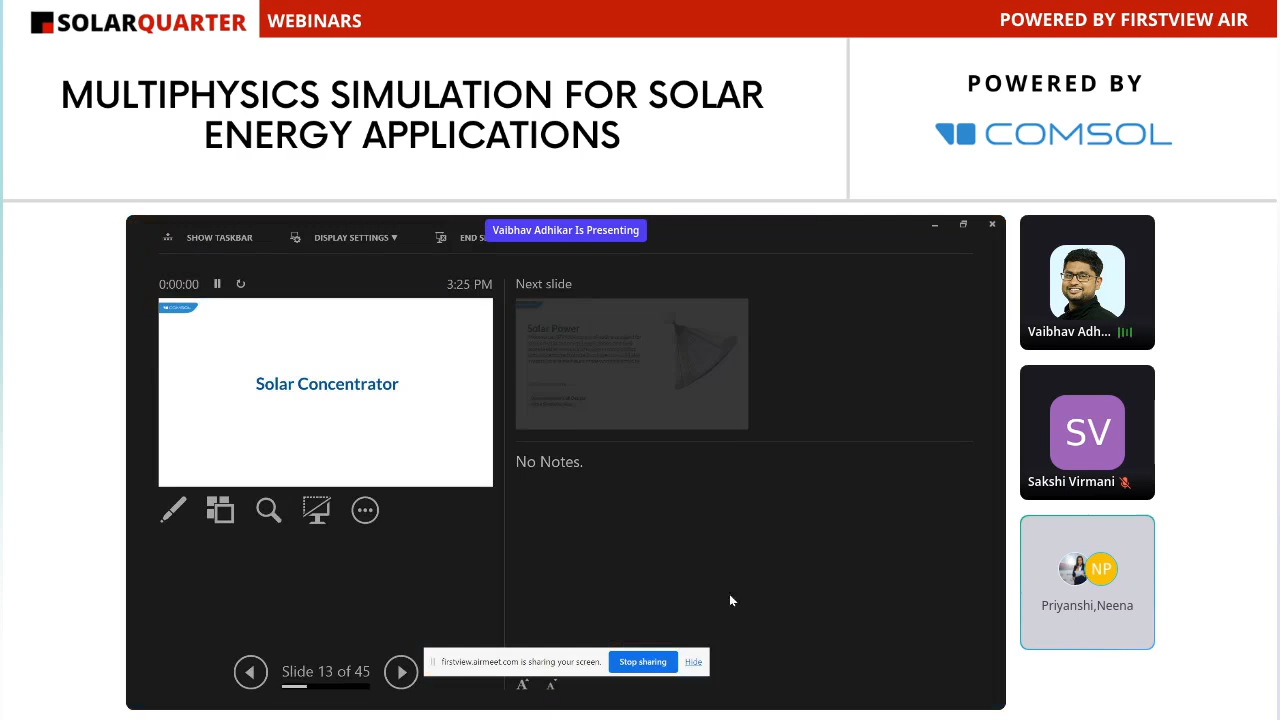 SOLARQUARTER WEBINARS
POWERED BY FIRSTVIEW AIR
MULTIPHYSICS SIMULATION FOR SOLAR
ENERGY APPLICATIONS
POWERED BY
COMSOL
SHOW TASKBAR
DISPLAY SETTINGS ▼
END S
Vaibhav Adhikar Is Presenting
0:00:00
3:25 PM
Next slide
COMSOL
Solar Concentrator
Solar Power
No Notes.
Slide 13 of 45
firstview.airmeet.com is sharing your screen.
Stop sharing
Hide
A A
Vaibhav Adh...
SV
Sakshi Virmani
NP
Priyanshi,Neena